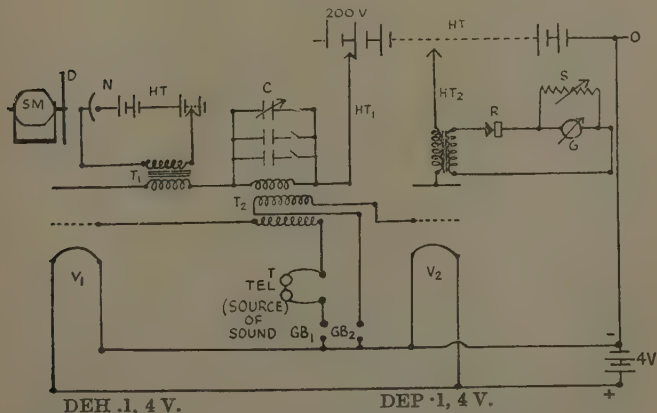 200 V
HT
O
D
SM
N
HT
C
HT1
HT2
S
R
G
T1
T2
V1
T
TEL
(SOURCE)
OF
SOUND
GB1
GB2
V2
-
4V
+
DEH .1, 4 V.
DEP .1, 4 V.